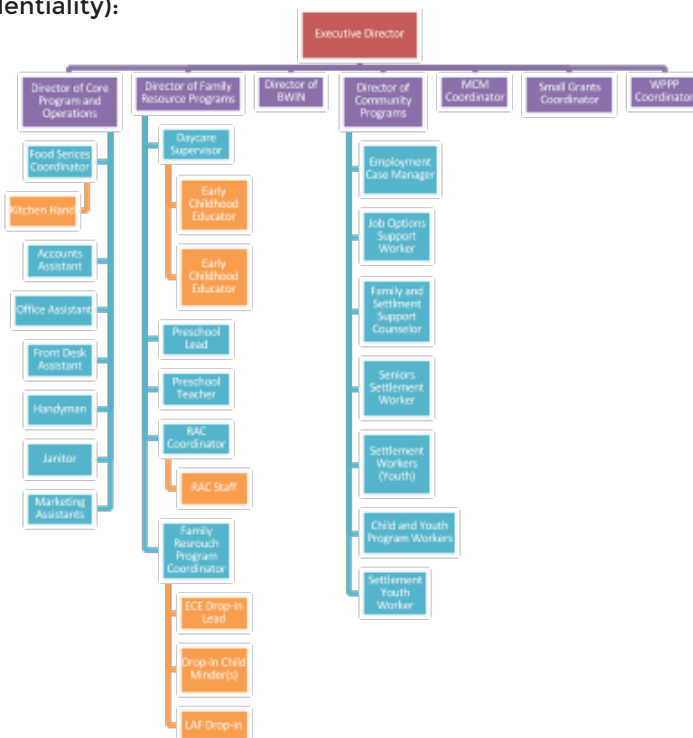 dentiality):
Executive Director
Director of Core
Program and
Operations
Director of Family
Resource Programs
Director of
BWIN
Director of
Community
Programs
MCM
Coordinator
Small Grants
Coordinator
WPPP
Coordinator
Food Serices
Coordinator
Kitchen Hand
Accounts
Assistant
Office Assistant
Front Desk
Assistant
Handyman
Janitor
Marketing
Assistants
Daycare
Supervisor
Early
Childhood
Educator
Early
Childhood
Educator
Preschool
Lead
Preschool
Teacher
RAC
Coordinator
RAC Staff
Family
Resrouch
Program
Coordinator
ECE Drop-in
Lead
Drop-in Child
Minder(s)
LAF Drop-in
Employment
Case Manager
Job Options
Support
Worker
Family and
Settlment
Support
Counselor
Seniors
Settlement
Worker
Settlement
Workers
(Youth)
Child and Youth
Program Workers
Settlement
Youth
Worker